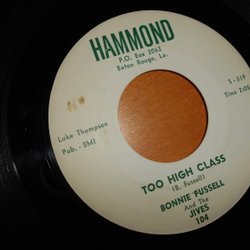 HAMMOND
P.O. Box 2063
Baton Rouge, La.
S-319
Time 2:08
Luke Thompson
Pub. - BMI
TOO HIGH CLASS
(B. Fussell)
BONNIE FUSSELL
And The
JIVES
104